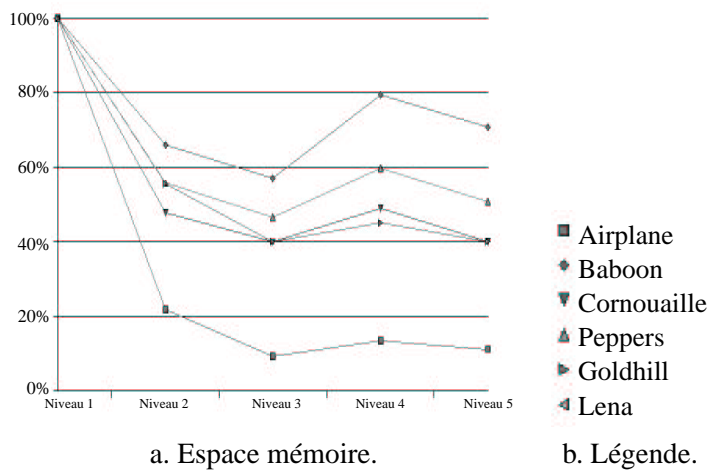 100%
80%
60%
40%
20%
0%
Niveau 1 Niveau 2 Niveau 3 Niveau 4 Niveau 5
Airplane
Baboon
Cornouaille
Peppers
Goldhill
Lena
a. Espace mémoire.
b. Légende.